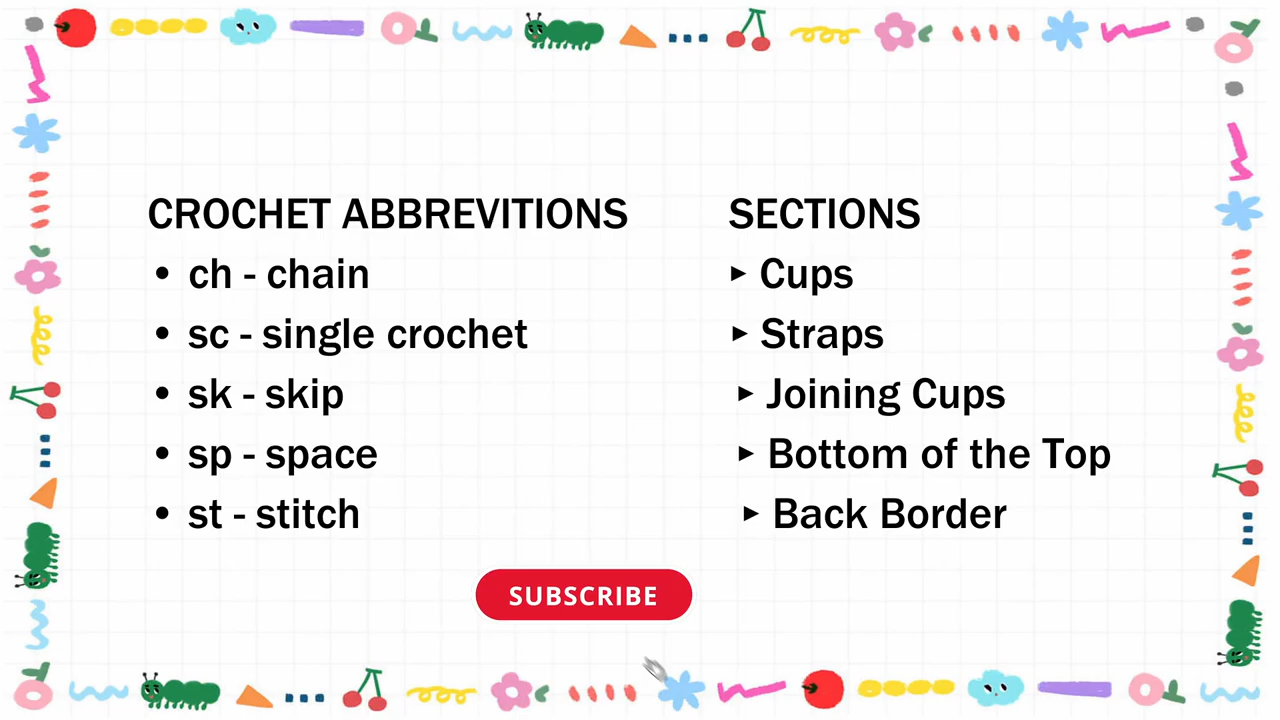 CROCHET ABBREVITIONS
• ch - chain
• sc - single crochet
• sk - skip
• sp - space
• st - stitch
SECTIONS
▸ Cups
▸ Straps
▸ Joining Cups
▸ Bottom of the Top
▸ Back Border
SUBSCRIBE